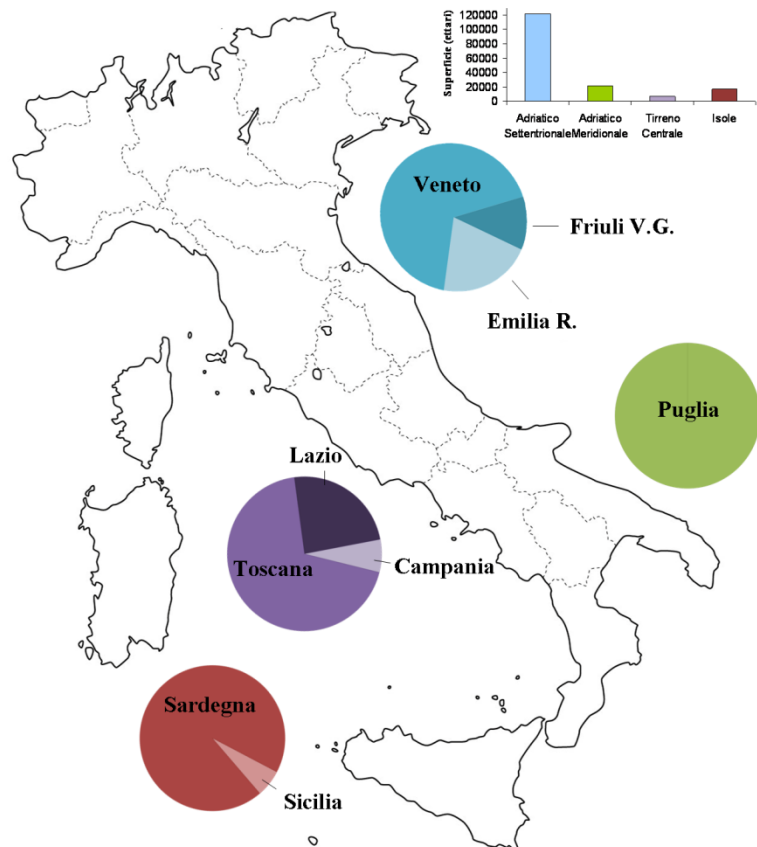 Superficie (ettari)
120000
100000
80000
60000
40000
20000
0
Adriatico
Settentrionale
Adriatico
Meridionale
Tirreno
Centrale
Isole
Veneto
Friuli V.G.
Emilia R.
Puglia
Lazio
Toscana
Campania
Sardegna
Sicilia